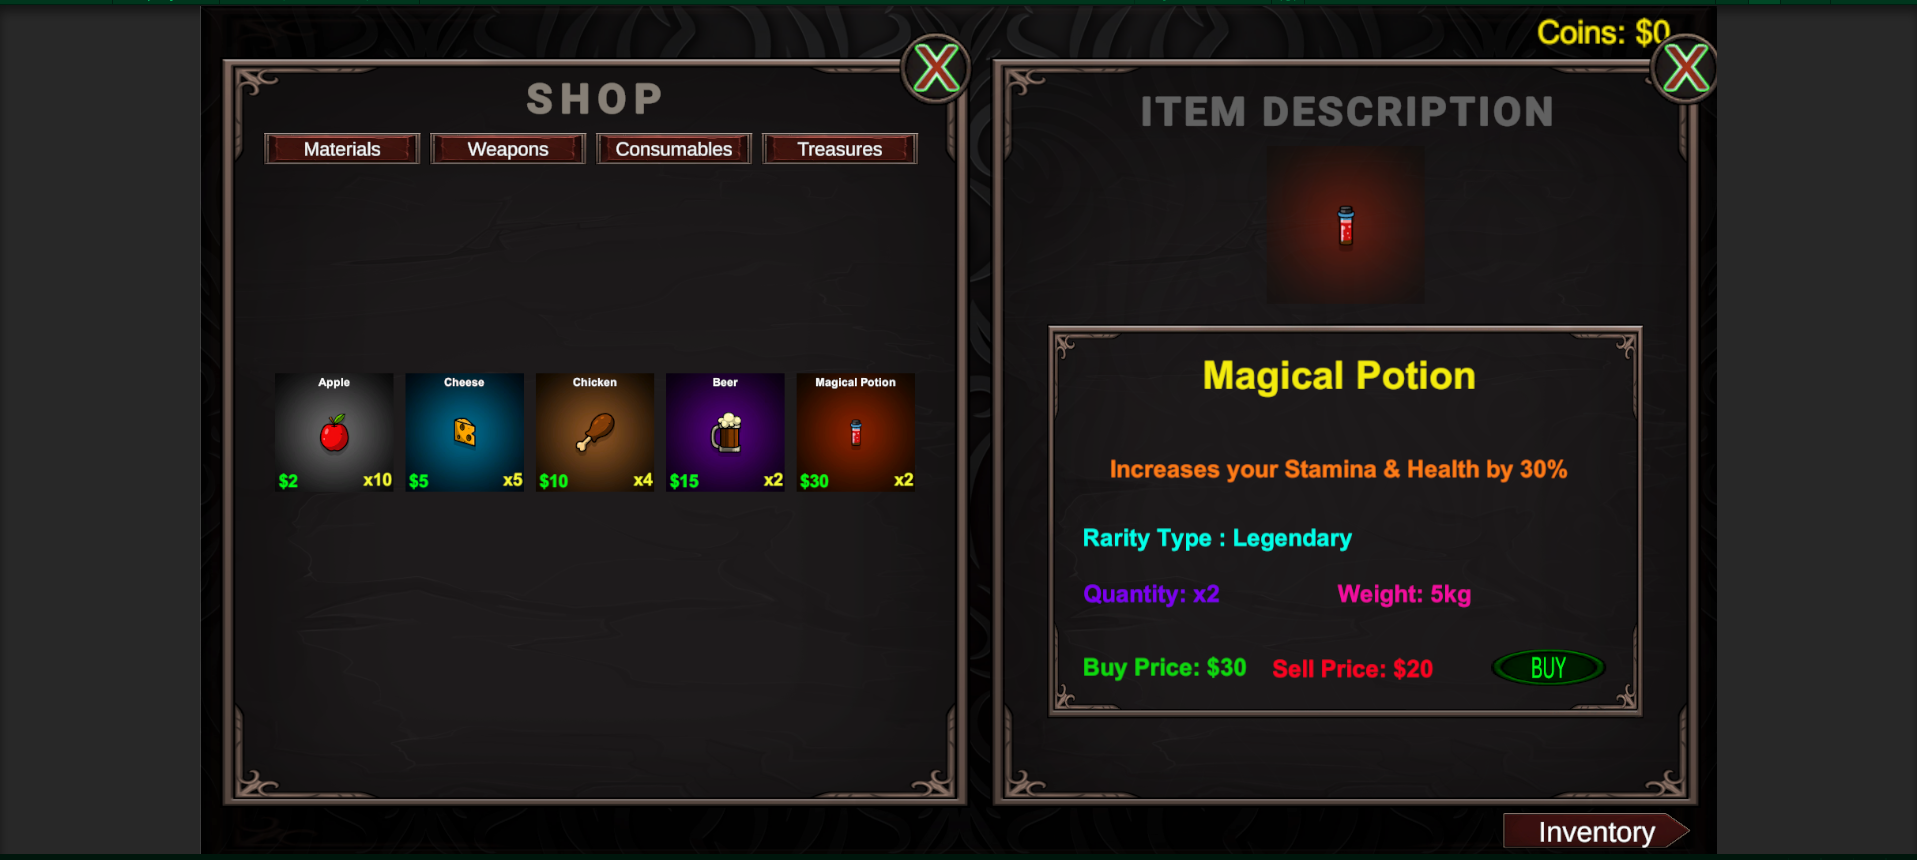 Coins: $0
SHOP
Materials
Weapons
Consumables
Treasures
Apple
$2
x10
Cheese
$5
x5
Chicken
$10
x4
Beer
$15
x2
Magical Potion
$30
x2
ITEM DESCRIPTION
Magical Potion
Increases your Stamina & Health by 30%
Rarity Type : Legendary
Quantity: x2
Weight: 5kg
Buy Price: $30
Sell Price: $20
BUY
Inventory